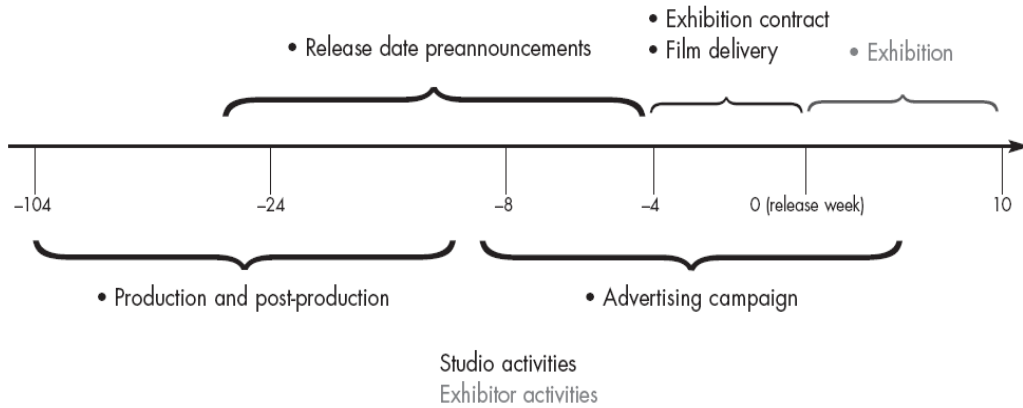 • Exhibition contract
• Release date preannouncements
• Film delivery
• Exhibition
–104
–24
–8
–4
0 (release week)
10
• Production and post-production
• Advertising campaign
Studio activities
Exhibitor activities